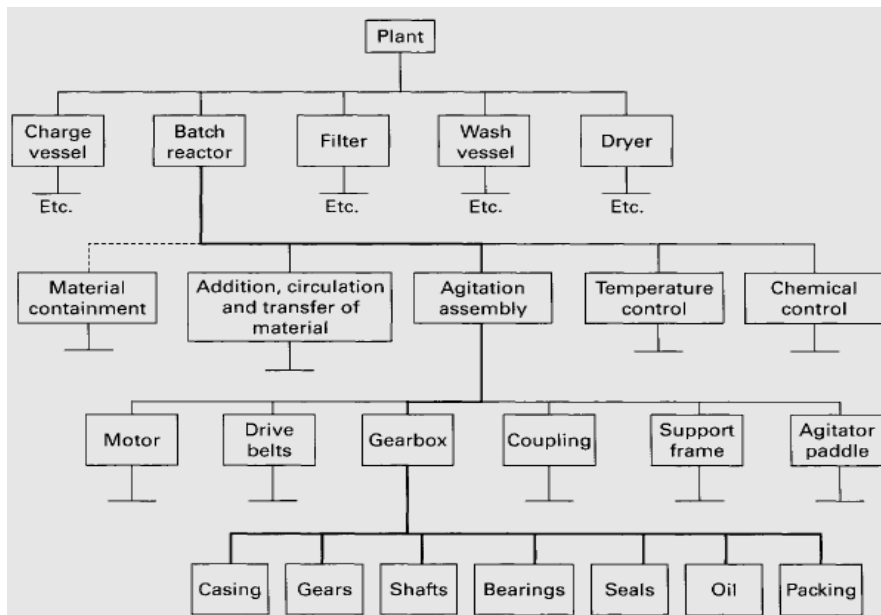 Plant
Charge
vessel
Batch
reactor
Filter
Wash
vessel
Dryer
Etc.
Etc.
Etc.
Etc.
Material
containment
Addition, circulation
and transfer of
material
Agitation
assembly
Temperature
control
Chemical
control
Motor
Drive
belts
Gearbox
Coupling
Support
frame
Agitator
paddle
Casing
Gears
Shafts
Bearings
Seals
Oil
Packing